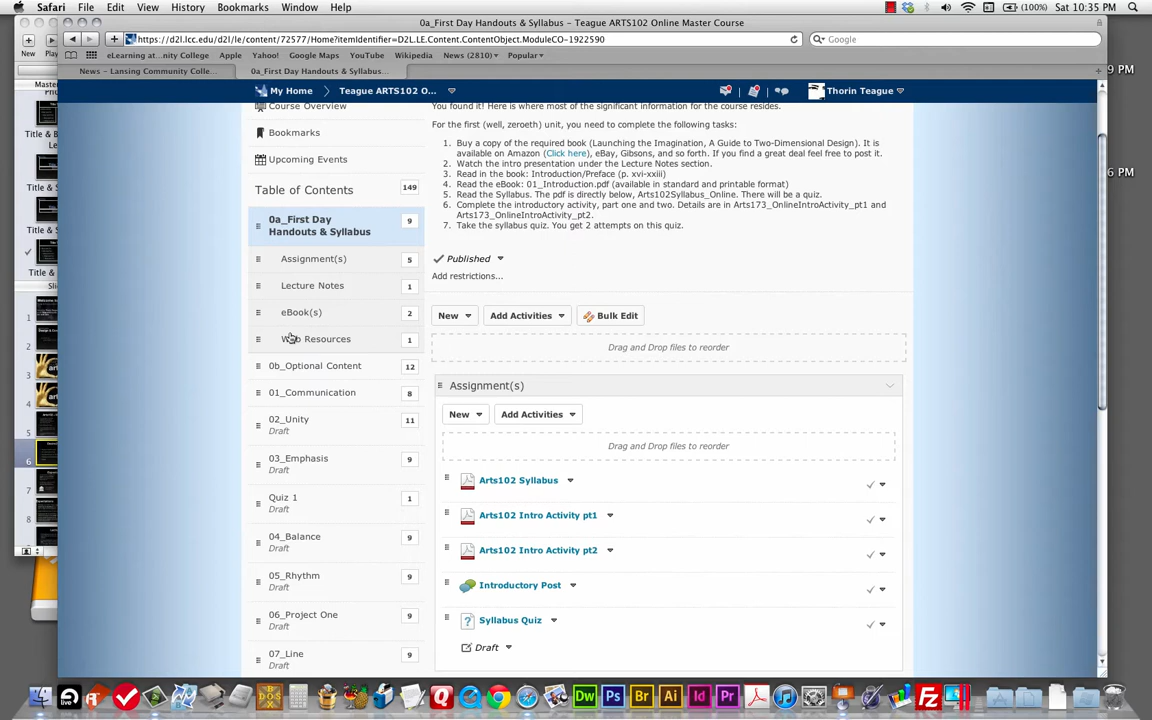 Safari File Edit View History Bookmarks Window Help (100%) Sat 10:35 PM
0a_First Day Handouts & Syllabus – Teague ARTS102 Online Master Course
https://d2l.lcc.edu/d2l/le/content/72577/Home?itemIdentifier=D2L.LE.Content.ContentObject.ModuleCO-1922590
Google
eLearning at...nity College Apple Yahoo! Google Maps YouTube Wikipedia News (2810) Popular
News – Lansing Community Colle... 0a_First Day Handouts & Syllabus...
New Play
My Home Teague ARTS102 O... Thorin Teague
Course Overview
Bookmarks
Upcoming Events
Table of Contents 149
0a_First Day Handouts & Syllabus 9
Assignment(s) 5
Lecture Notes 1
eBook(s) 2
Web Resources 1
0b_Optional Content 12
01_Communication 8
02_Unity 11
Draft
03_Emphasis 9
Draft
Quiz 1 1
Draft
04_Balance 9
Draft
05_Rhythm 9
Draft
06_Project One 9
Draft
07_Line 9
Draft
You found it! Here is where most of the significant information for the course resides.
For the first (well, zeroeth) unit, you need to complete the following tasks:
1. Buy a copy of the required book (Launching the Imagination, A Guide to Two-Dimensional Design). It is
available on Amazon (Click here), eBay, Gibsons, and so forth. If you find a great deal feel free to post it.
2. Watch the intro presentation under the Lecture Notes section.
3. Read in the book: Introduction/Preface (p. xvi-xxiii)
4. Read the eBook: 01_Introduction.pdf (available in standard and printable format)
5. Read the Syllabus. The pdf is directly below, Arts102Syllabus_Online. There will be a quiz.
6. Complete the introductory activity, part one and two. Details are in Arts173_OnlineIntroActivity_pt1 and
Arts173_OnlineIntroActivity_pt2.
7. Take the syllabus quiz. You get 2 attempts on this quiz.
Published
Add restrictions...
New Add Activities Bulk Edit
Drag and Drop files to reorder
Assignment(s)
New Add Activities
Drag and Drop files to reorder
Arts102 Syllabus
Arts102 Intro Activity pt1
Arts102 Intro Activity pt2
Introductory Post
Syllabus Quiz
Draft